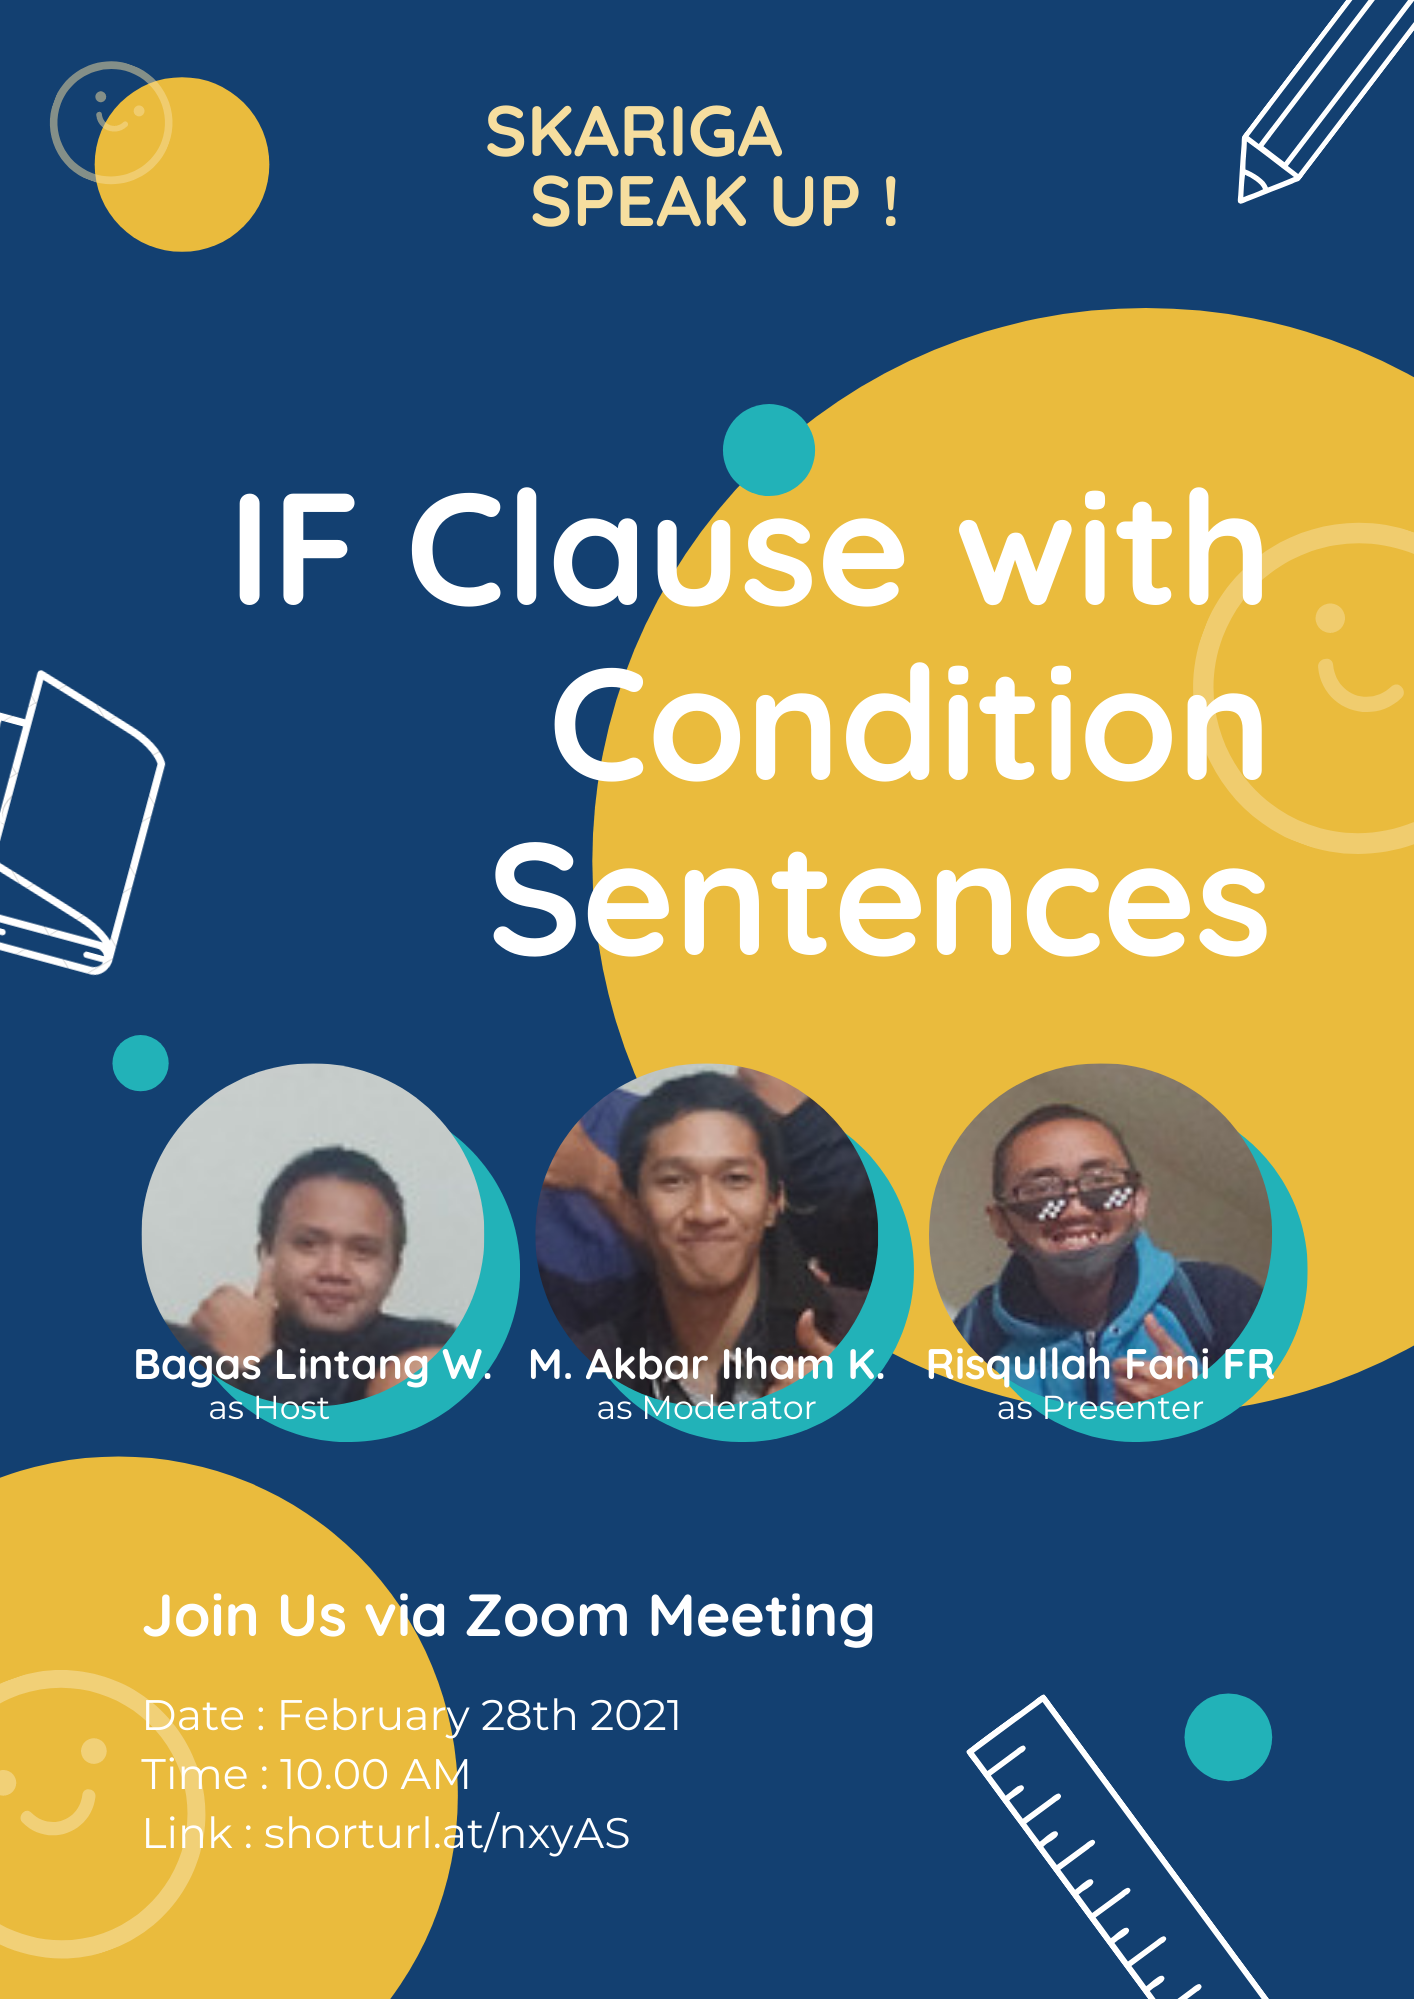 SKARIGA
SPEAK UP !
IF Clause with
Condition
Sentences
Bagas Lintang W.
as Host
M. Akbar Ilham K.
as Moderator
Risqullah Fani FR
as Presenter
Join Us via Zoom Meeting
Date : February 28th 2021
Time : 10.00 AM
Link : shorturl.at/nxyAS